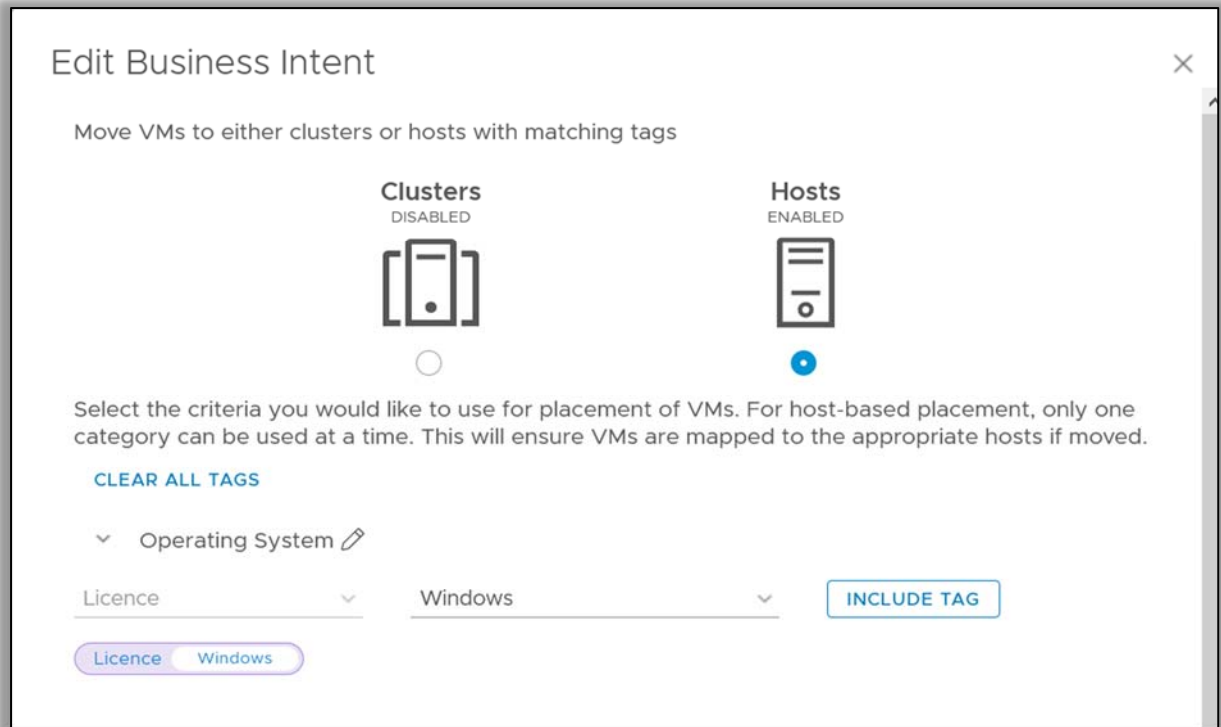 Edit Business Intent
Move VMs to either clusters or hosts with matching tags
Clusters
DISABLED
Hosts
ENABLED
Select the criteria you would like to use for placement of VMs. For host-based placement, only one
category can be used at a time. This will ensure VMs are mapped to the appropriate hosts if moved.
CLEAR ALL TAGS
Operating System
Licence
Windows
INCLUDE TAG
Licence Windows